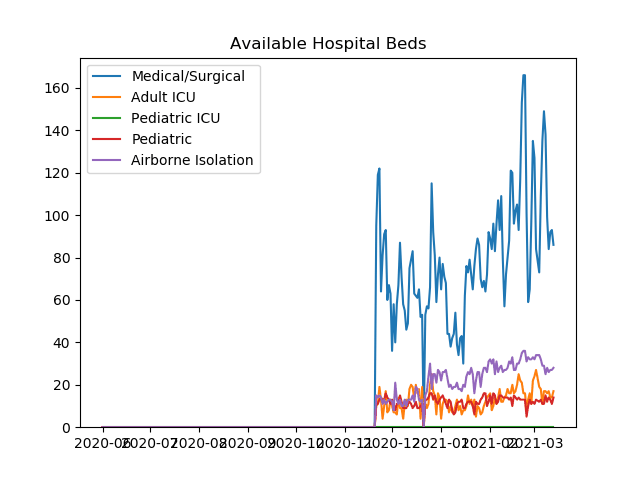 Available Hospital Beds
Medical/Surgical
Adult ICU
Pediatric ICU
Pediatric
Airborne Isolation
160
140
120
100
80
60
40
20
0
2020-06 2020-07 2020-08 2020-09 2020-10 2020-11 2020-12 2021-01 2021-02 2021-03